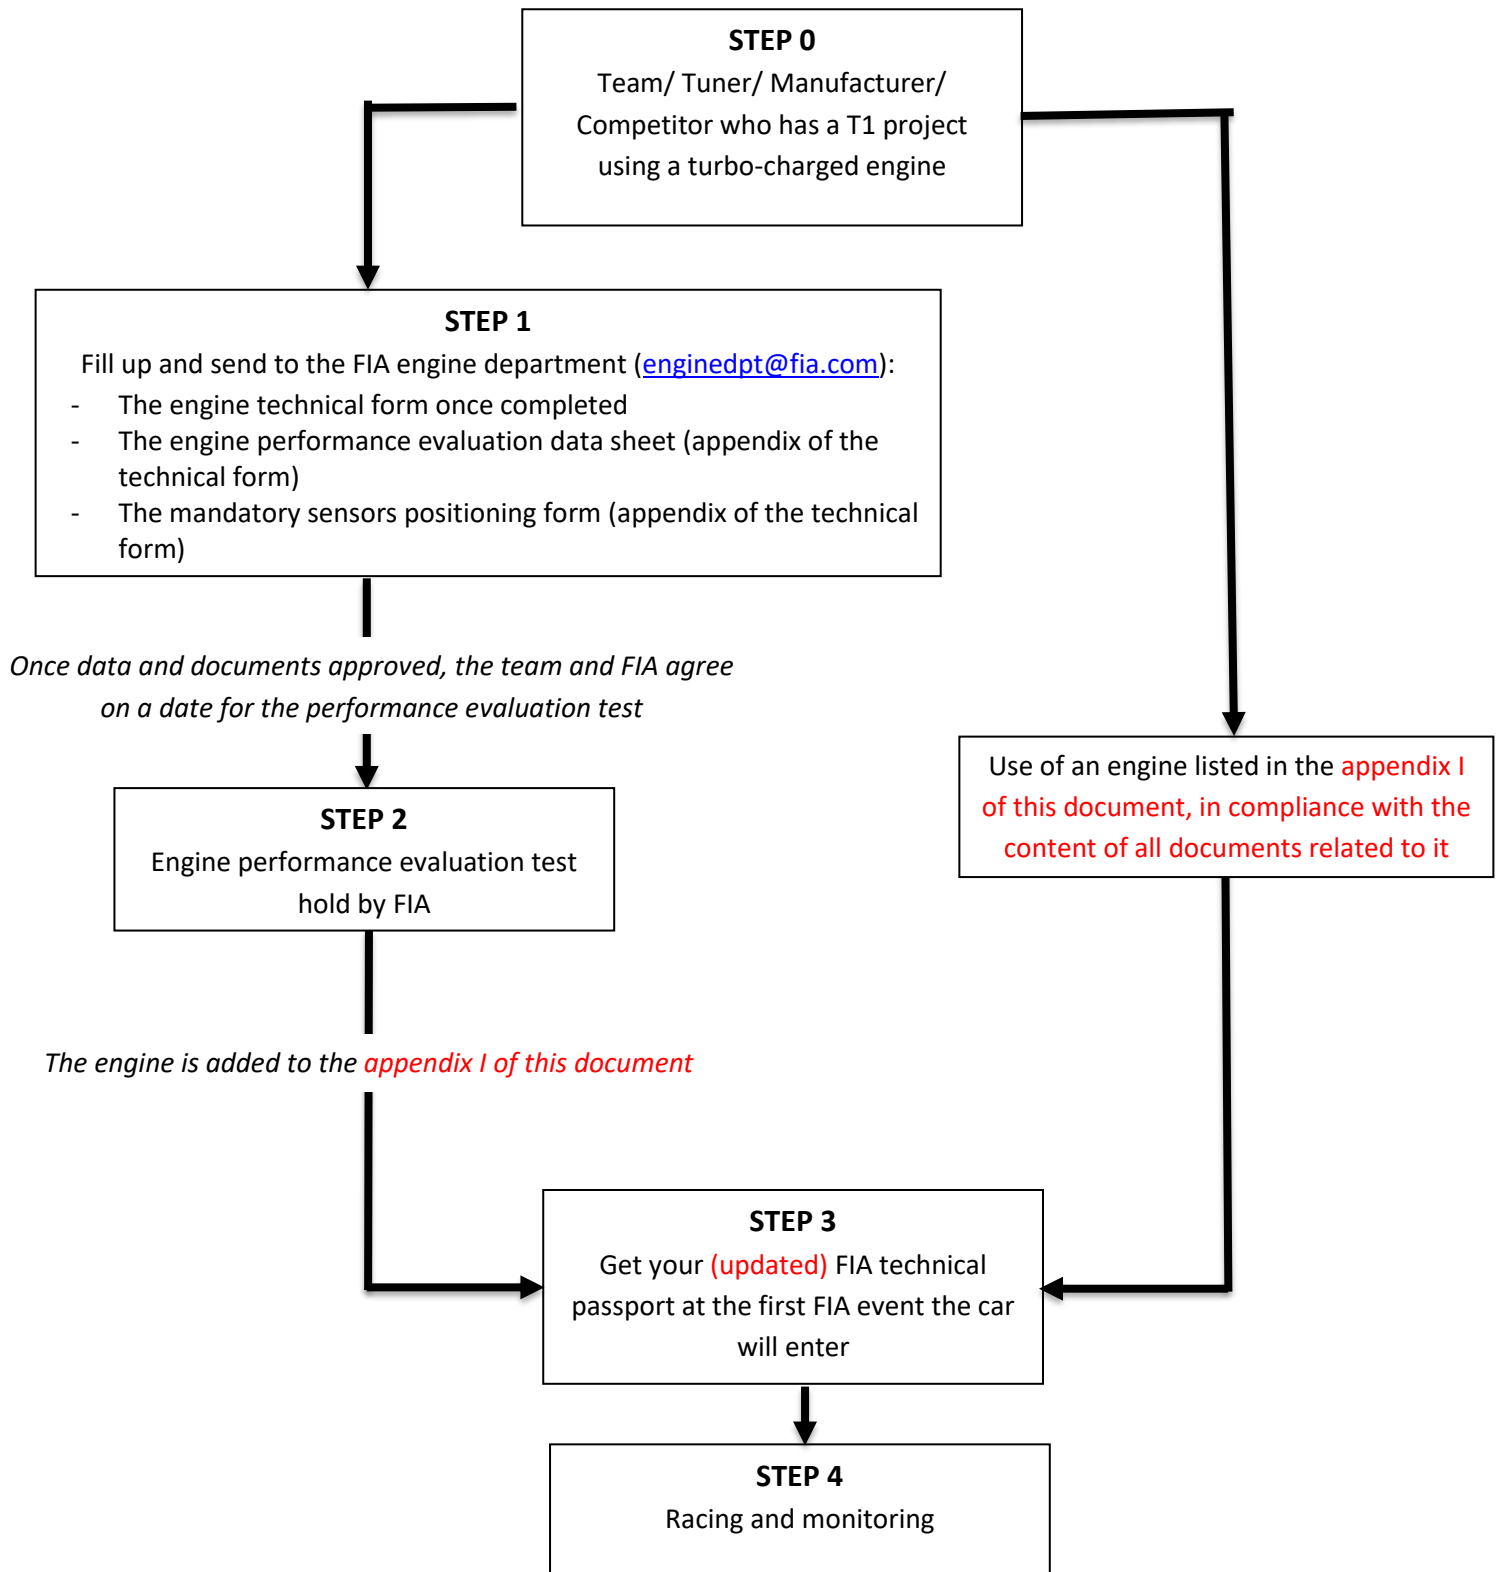 STEP 0
Team/ Tuner/ Manufacturer/
Competitor who has a T1 project
using a turbo-charged engine
STEP 1
Fill up and send to the FIA engine department (enginedpt@fia.com):
- The engine technical form once completed
- The engine performance evaluation data sheet (appendix of the
technical form)
- The mandatory sensors positioning form (appendix of the technical
form)
Once data and documents approved, the team and FIA agree
on a date for the performance evaluation test
Use of an engine listed in the appendix I
of this document, in compliance with the
content of all documents related to it
STEP 2
Engine performance evaluation test
hold by FIA
The engine is added to the appendix I of this document
STEP 3
Get your (updated) FIA technical
passport at the first FIA event the car
will enter
STEP 4
Racing and monitoring